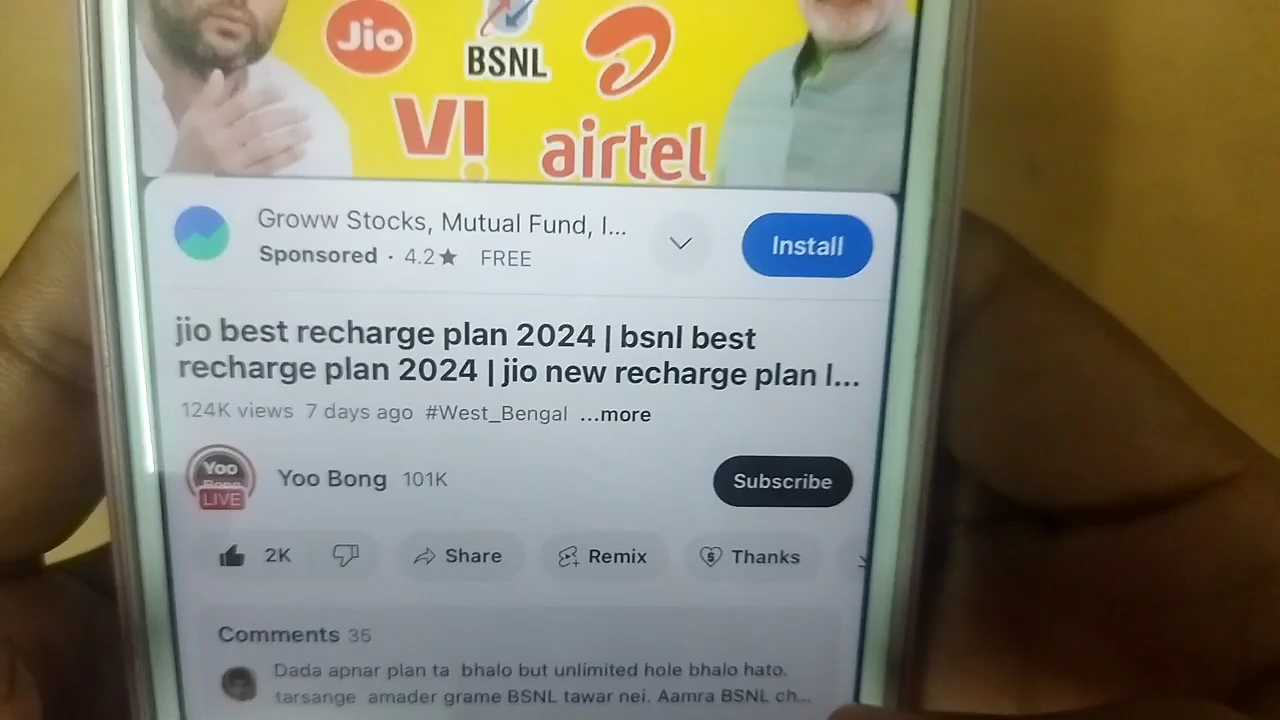 Jio
BSNL
VI
airtel
Groww Stocks, Mutual Fund, I...
Sponsored · 4.2★ FREE
Install
jio best recharge plan 2024 | bsnl best
recharge plan 2024 | jio new recharge plan l...
124K views 7 days ago #West_Bengal ...more
Yoo
Bong
LIVE
Yoo Bong 101K
Subscribe
2K
Share
Remix
Thanks
Comments 35
Dada apnar plan ta bhalo but unlimited hole bhalo hato.
tarsange amader grame BSNL tawar nei. Aamra BSNL ch...